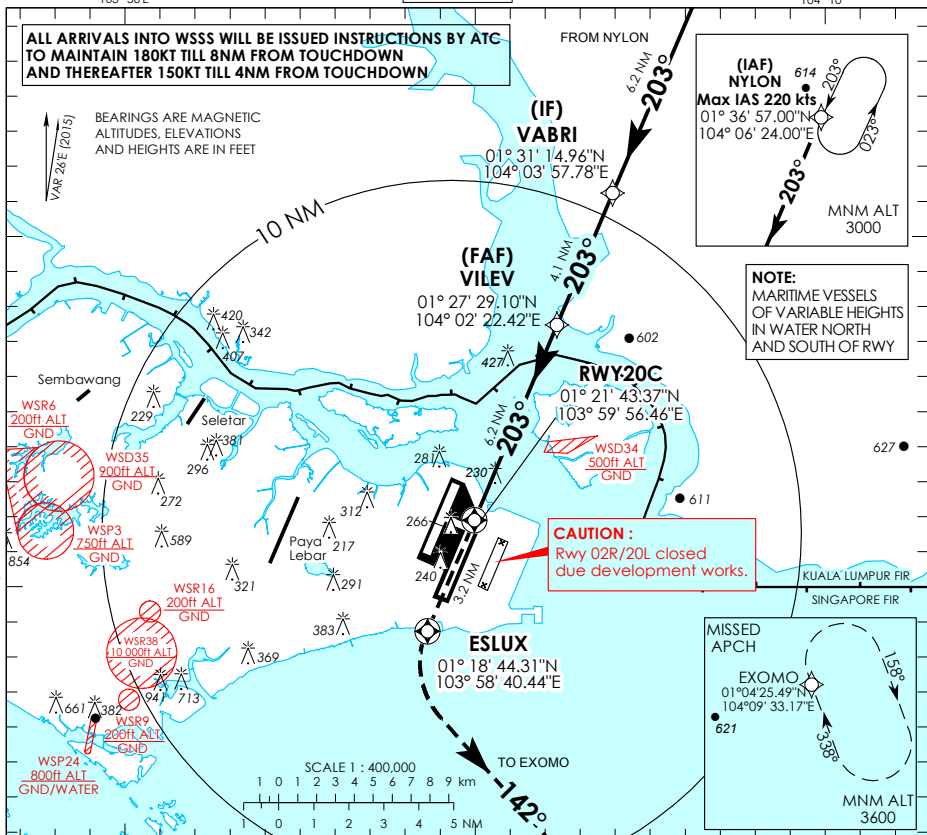 ALL ARRIVALS INTO WSSS WILL BE ISSUED INSTRUCTIONS BY ATC
TO MAINTAIN 180KT TILL 8NM FROM TOUCHDOWN
AND THEREAFTER 150KT TILL 4NM FROM TOUCHDOWN
VAR 26'E (2015)
BEARINGS ARE MAGNETIC
ALTITUDES, ELEVATIONS
AND HEIGHTS ARE IN FEET
FROM NYLON
6.2 NM
203°
(IAF)
NYLON
Max IAS 220 kts
01° 36' 57.00"N
104° 06' 24.00"E
614
203°
023°
203°
MNM ALT
3000
(IF)
VABRI
01° 31' 14.96"N
104° 03' 57.78"E
10 NM
4.1 NM
203°
(FAF)
VILEV
01° 27' 29.10"N
104° 02' 22.42"E
NOTE:
MARITIME VESSELS
OF VARIABLE HEIGHTS
IN WATER NORTH
AND SOUTH OF RWY
420
342
407
427
602
Sembawang
229
Seletar
RWY20C
01° 21' 43.37"N
103° 59' 56.46"E
6.2 NM
203°
WSR6
200ft ALT
GND
381
296
WSD35
900ft ALT
GND
281
230
WSD34
500ft ALT
GND
627
272
312
611
WSP3
750ft ALT
GND
589
217
266
Paya
Lebar
854
CAUTION :
Rwy 02R/20L closed
due development works.
321
291
240
3.2 NM
KUALA LUMPUR FIR
SINGAPORE FIR
WSR16
200ft ALT
GND
383
WSR38
10 000ft ALT
GND
369
ESLUX
01° 18' 44.31"N
103° 58' 40.44"E
MISSED
APCH
EXOMO
01°04'25.49"N
104°09' 33.17"E
158°
338°
621
MNM ALT
3600
941
713
661
382
WSR9
200ft ALT
GND
WSP24
800ft ALT
GND/WATER
SCALE 1 : 400,000
1 0 1 2 3 4 5 6 7 8 9 km
1 0 1 2 3 4 5 NM
TO EXOMO
142°